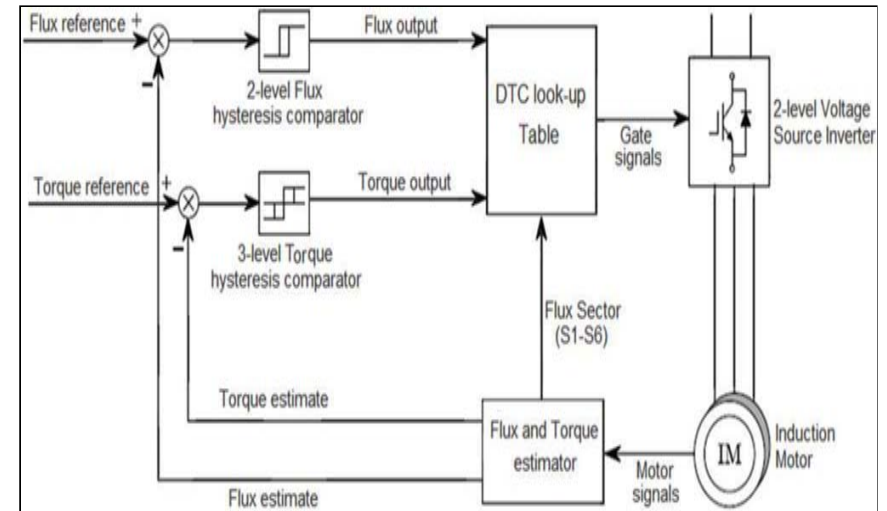 Flux reference +
Flux output
-
2-level Flux
hysteresis comparator
DTC look-up
Table
Gate
signals
2-level Voltage
Source Inverter
Torque reference +
Torque output
-
3-level Torque
hysteresis comparator
Flux Sector
(S1-S6)
Torque estimate
Flux and Torque
estimator
Motor
signals
IM
Induction
Motor
Flux estimate